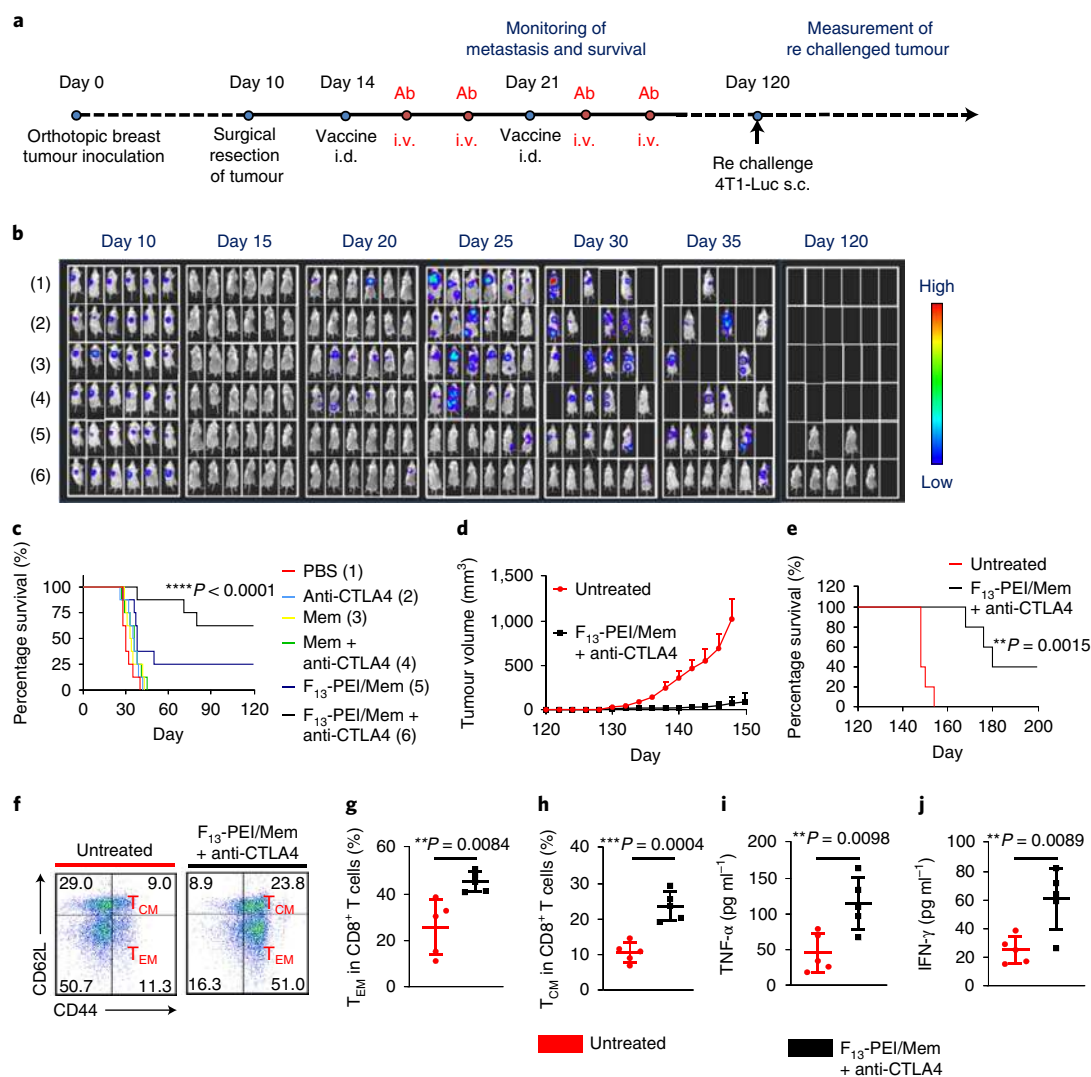 a
Monitoring of
metastasis and survival
Measurement of
re challenged tumour
Day 0
Day 10
Day 14
Ab
Ab
Day 21
Ab
Ab
Day 120
Orthotopic breast
tumour inoculation
Surgical
resection
of tumour
Vaccine
i.d.
i.v.
i.v.
Vaccine
i.d.
i.v.
i.v.
Re challenge
4T1-Luc s.c.
b
Day 10
Day 15
Day 20
Day 25
Day 30
Day 35
Day 120
(1)
(2)
(3)
(4)
(5)
(6)
High
Low
c
Percentage survival (%)
100
75
50
25
0
0 30 60 90 120
Day
****P < 0.0001
PBS (1)
Anti-CTLA4 (2)
Mem (3)
Mem +
anti-CTLA4 (4)
F13-PEI/Mem (5)
F13-PEI/Mem +
anti-CTLA4 (6)
d
Tumour volume (mm3)
1,500
1,000
500
0
120 130 140 150
Day
Untreated
F13-PEI/Mem
+ anti-CTLA4
e
Percentage survival (%)
120
100
80
60
40
20
0
120 140 160 180 200
Day
Untreated
F13-PEI/Mem
+ anti-CTLA4
**P = 0.0015
f
Untreated
F13-PEI/Mem
+ anti-CTLA4
29.0 9.0
TCM
TEM
50.7 11.3
8.9 23.8
TCM
TEM
16.3 51.0
CD62L
CD44
g
TEM in CD8+ T cells (%)
60
40
20
0
**P = 0.0084
h
TCM in CD8+ T cells (%)
40
30
20
10
0
***P = 0.0004
i
TNF-α (pg ml−1)
200
150
100
50
0
**P = 0.0098
j
IFN-γ (pg ml−1)
100
80
60
40
20
0
**P = 0.0089
Untreated
F13-PEI/Mem
+ anti-CTLA4